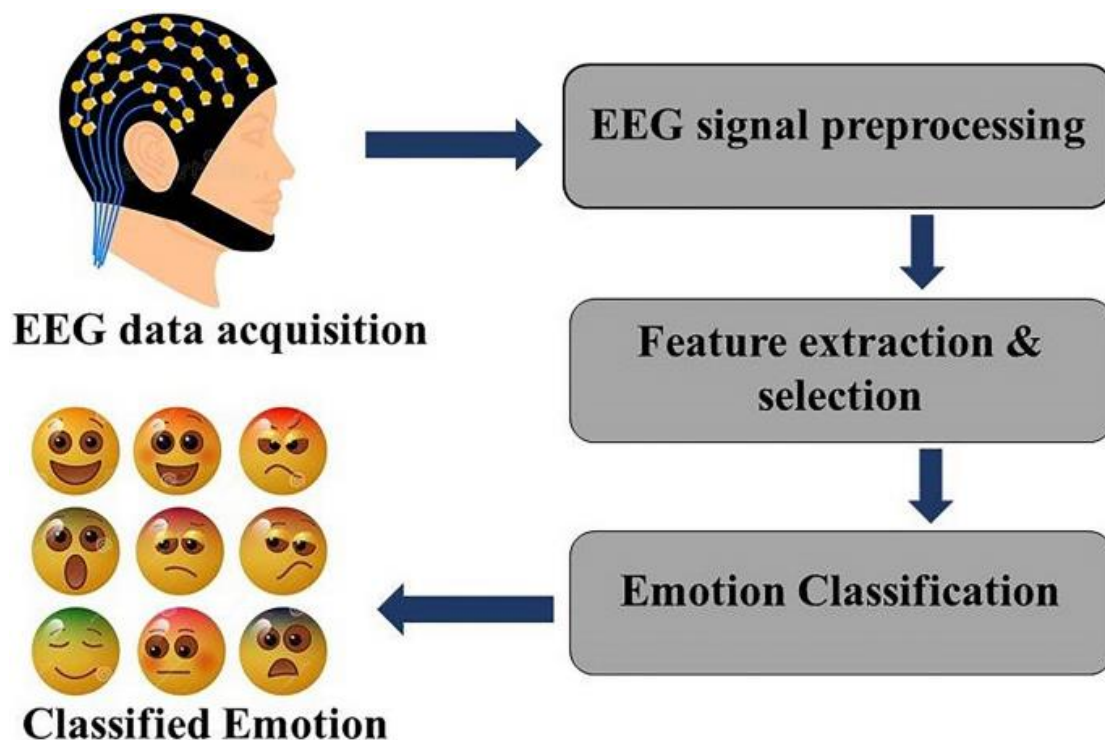 EEG signal preprocessing
EEG data acquisition
Feature extraction &
selection
Emotion Classification
Classified Emotion